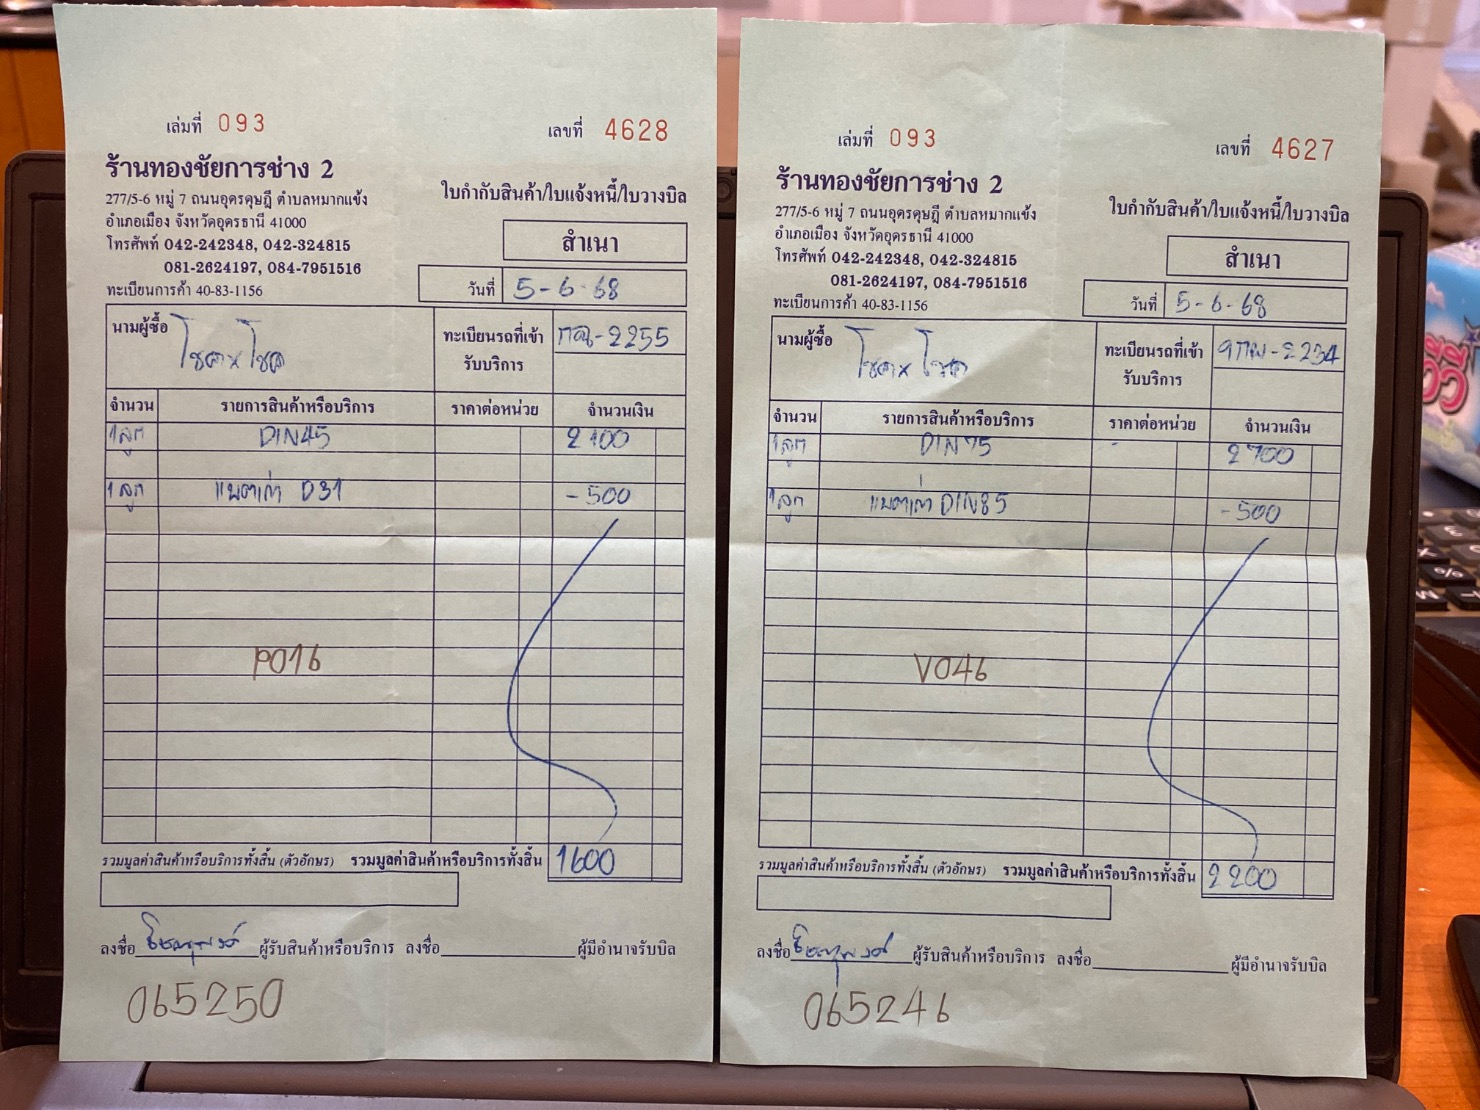 เล่มที่ 093
เลขที่ 4628
ร้านทองชัยการช่าง 2
277/5-6 หมู่ 7 ถนนอุดรดุษฎี ตำบลหมากแข้ง
อำเภอเมือง จังหวัดอุดรธานี 41000
โทรศัพท์ 042-242348, 042-324815
081-2624197, 084-7951516
ทะเบียนการค้า 40-83-1156
ใบกำกับสินค้า/ใบแจ้งหนี้/ใบวางบิล
สำเนา
วันที่ 5-6-68
นามผู้ซื้อ
ทะเบียนรถที่เข้า
รับบริการ
-2255
จำนวน รายการสินค้าหรือบริการ ราคาต่อหน่วย จำนวนเงิน
1 ลูก DIN45 2100
1 ลูก แบตเก่า D31 -500
P016
รวมมูลค่าสินค้าหรือบริการทั้งสิ้น (ตัวอักษร) รวมมูลค่าสินค้าหรือบริการทั้งสิ้น 1600
ลงชื่อ ผู้รับสินค้าหรือบริการ ลงชื่อ ผู้มีอำนาจรับบิล
065250
เล่มที่ 093
เลขที่ 4627
ร้านทองชัยการช่าง 2
277/5-6 หมู่ 7 ถนนอุดรดุษฎี ตำบลหมากแข้ง
อำเภอเมือง จังหวัดอุดรธานี 41000
โทรศัพท์ 042-242348, 042-324815
081-2624197, 084-7951516
ทะเบียนการค้า 40-83-1156
ใบกำกับสินค้า/ใบแจ้งหนี้/ใบวางบิล
สำเนา
วันที่ 5-6-68
นามผู้ซื้อ
ทะเบียนรถที่เข้า
รับบริการ
-2234
จำนวน รายการสินค้าหรือบริการ ราคาต่อหน่วย จำนวนเงิน
1 ลูก DIN75 2700
1 ลูก แบตเก่า DIN85 -500
V046
รวมมูลค่าสินค้าหรือบริการทั้งสิ้น (ตัวอักษร) รวมมูลค่าสินค้าหรือบริการทั้งสิ้น 2200
ลงชื่อ ผู้รับสินค้าหรือบริการ ลงชื่อ ผู้มีอำนาจรับบิล
065246